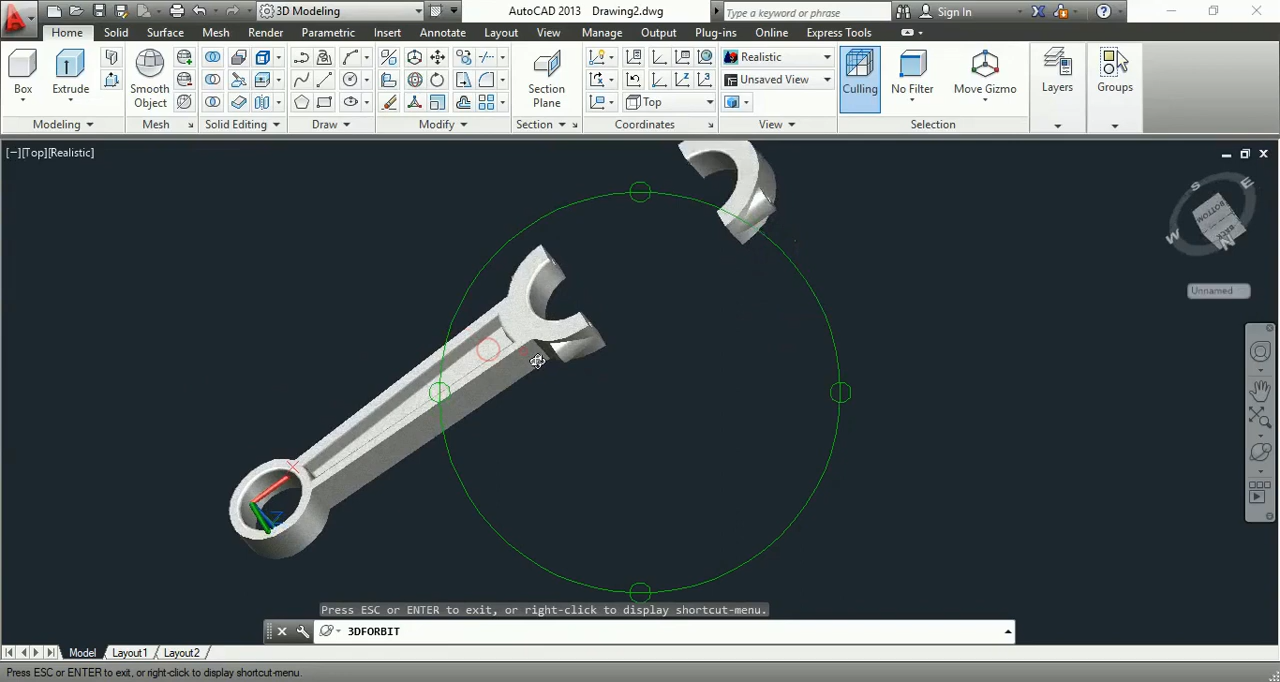 3D Modeling
AutoCAD 2013 Drawing2.dwg
Type a keyword or phrase
Sign In
Home Solid Surface Mesh Render Parametric Insert Annotate Layout View Manage Output Plug-ins Online Express Tools
Box
Extrude
Smooth Object
Section Plane
Realistic
Unsaved View
Top
Culling
No Filter
Move Gizmo
Layers
Groups
Modeling
Mesh
Solid Editing
Draw
Modify
Section
Coordinates
View
Selection
[−][Top][Realistic]
S
E
BOTTOM
BACK
W
N
Unnamed
X
Z
Press ESC or ENTER to exit, or right-click to display shortcut-menu.
3DFORBIT
Model Layout1 Layout2
Press ESC or ENTER to exit, or right-click to display shortcut-menu.